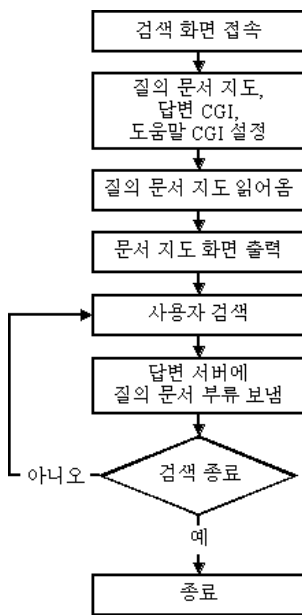 검색 화면 접속
질의 문서 지도,
답변 CGI,
도움말 CGI 설정
질의 문서 지도 읽어옴
문서 지도 화면 출력
사용자 검색
답변 서버에
질의 문서 부류 보냄
검색 종료
아니오
예
종료